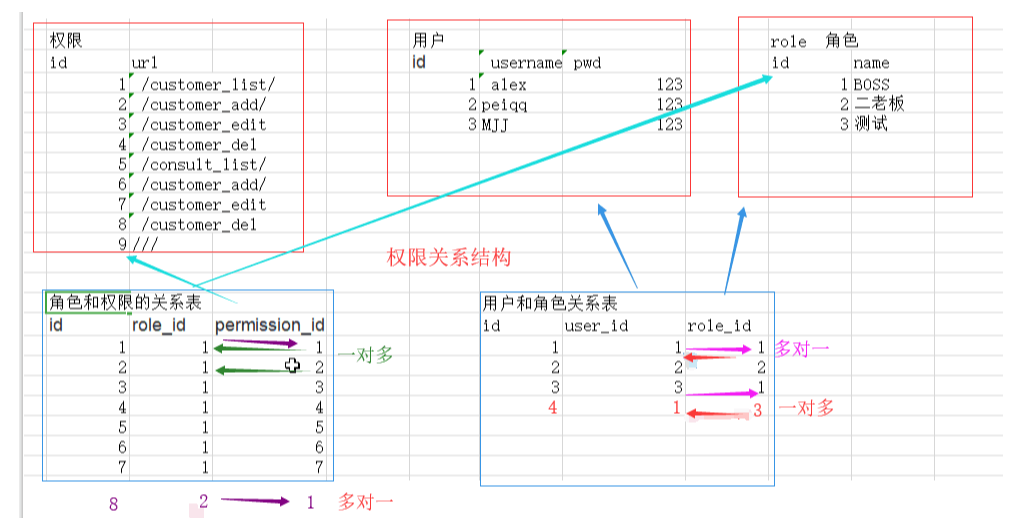 权限
id url
1 /customer_list/
2 /customer_add/
3 /customer_edit
4 /customer_del
5 /consult_list/
6 /customer_add/
7 /customer_edit
8 /customer_del
9 ///
用户
id username pwd
1 alex 123
2 peiqq 123
3 MJJ 123
role 角色
id name
1 BOSS
2 二老板
3 测试
权限关系结构
角色和权限的关系表
id role_id permission_id
1 1 1
2 1 2
3 1 3
4 1 4
5 1 5
6 1 6
7 1 7
8 2 1 多对一
一对多
用户和角色关系表
id user_id role_id
1 1 1 多对一
2 2 2
3 3 1
4 1 3 一对多